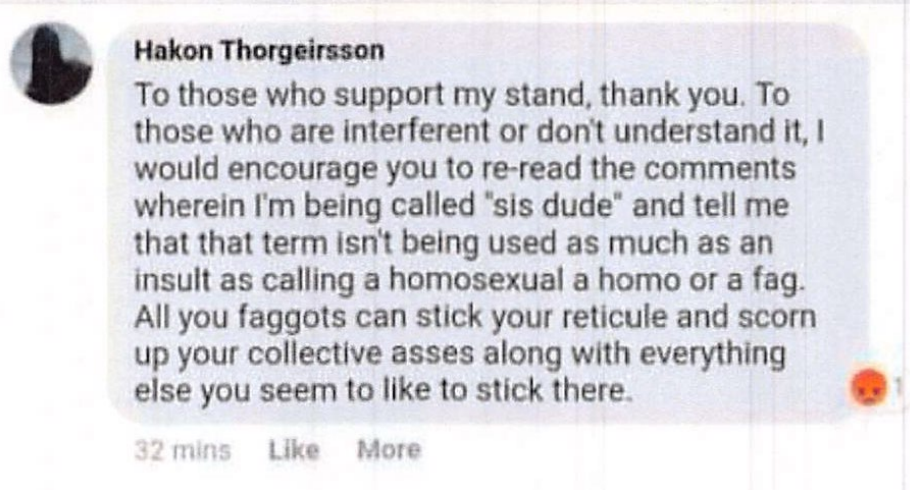 Hakon Thorgeirsson
To those who support my stand, thank you. To
those who are interferent or don't understand it, I
would encourage you to re-read the comments
wherein I'm being called "sis dude" and tell me
that that term isn't being used as much as an
insult as calling a homosexual a homo or a fag.
All you faggots can stick your reticule and scorn
up your collective asses along with everything
else you seem to like to stick there.
1
32 mins Like More